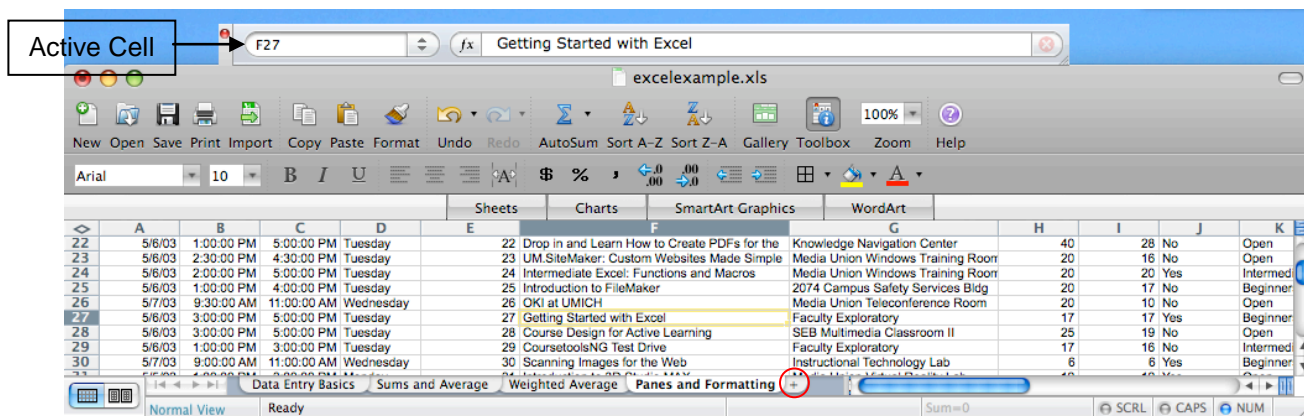 Active Cell
F27 fx Getting Started with Excel
excelexample.xls
100%
New Open Save Print Import Copy Paste Format Undo Redo AutoSum Sort A-Z Sort Z-A Gallery Toolbox Zoom Help
Arial 10 B I U A $ % , .0 .00 .00 .0 A
Sheets Charts SmartArt Graphics WordArt
A B C D E F G H I J K
22 5/6/03 1:00:00 PM 5:00:00 PM Tuesday 22 Drop in and Learn How to Create PDFs for the Knowledge Navigation Center 40 28 No Open
23 5/6/03 2:30:00 PM 4:30:00 PM Tuesday 23 UM.SiteMaker: Custom Websites Made Simple Media Union Windows Training Room 20 16 No Open
24 5/6/03 2:00:00 PM 5:00:00 PM Tuesday 24 Intermediate Excel: Functions and Macros Media Union Windows Training Room 20 20 Yes Intermedi
25 5/6/03 1:00:00 PM 4:00:00 PM Tuesday 25 Introduction to FileMaker 2074 Campus Safety Services Bldg 20 17 No Beginner
26 5/7/03 9:30:00 AM 11:00:00 AM Wednesday 26 OKI at UMICH Media Union Teleconference Room 20 10 No Open
27 5/6/03 3:00:00 PM 5:00:00 PM Tuesday 27 Getting Started with Excel Faculty Exploratory 17 17 Yes Beginner
28 5/6/03 3:00:00 PM 5:00:00 PM Tuesday 28 Course Design for Active Learning SEB Multimedia Classroom II 25 19 No Open
29 5/6/03 1:00:00 PM 3:00:00 PM Tuesday 29 CoursetoolsNG Test Drive Faculty Exploratory 17 16 No Intermedi
30 5/7/03 9:00:00 AM 11:00:00 AM Wednesday 30 Scanning Images for the Web Instructional Technology Lab 6 6 Yes Beginner
Data Entry Basics Sums and Average Weighted Average Panes and Formatting +
Normal View Ready Sum=0 SCRL CAPS NUM